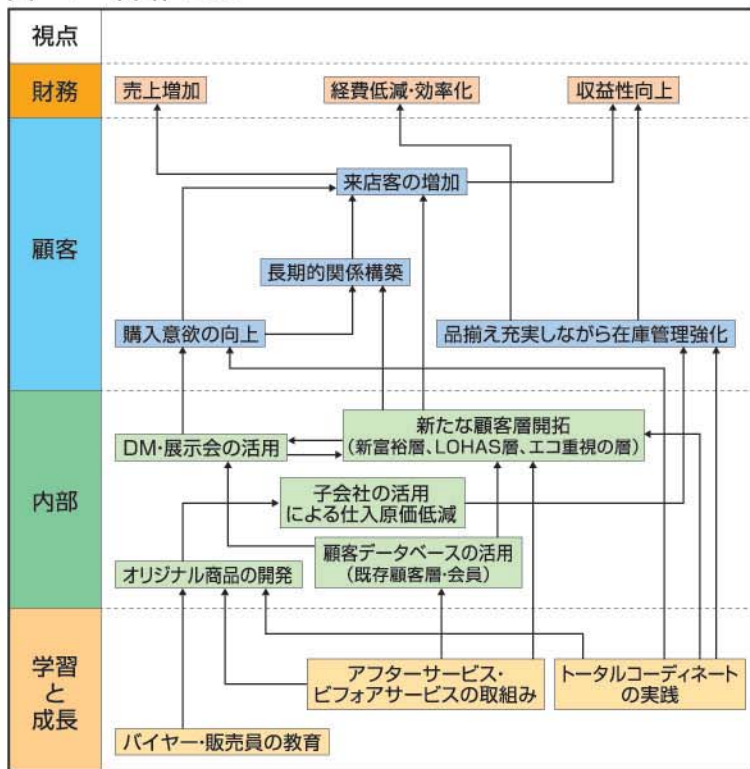 視点
財務
売上増加
経費低減・効率化
収益性向上
顧客
来店客の増加
長期的関係構築
購入意欲の向上
品揃え充実しながら在庫管理強化
内部
新たな顧客層開拓
(新富裕層、LOHAS層、エコ重視の層)
DM・展示会の活用
子会社の活用
による仕入原価低減
顧客データベースの活用
(既存顧客層・会員)
オリジナル商品の開発
学習
と
成長
アフターサービス・
ビフォアサービスの取組み
トータルコーディネート
の実践
バイヤー・販売員の教育